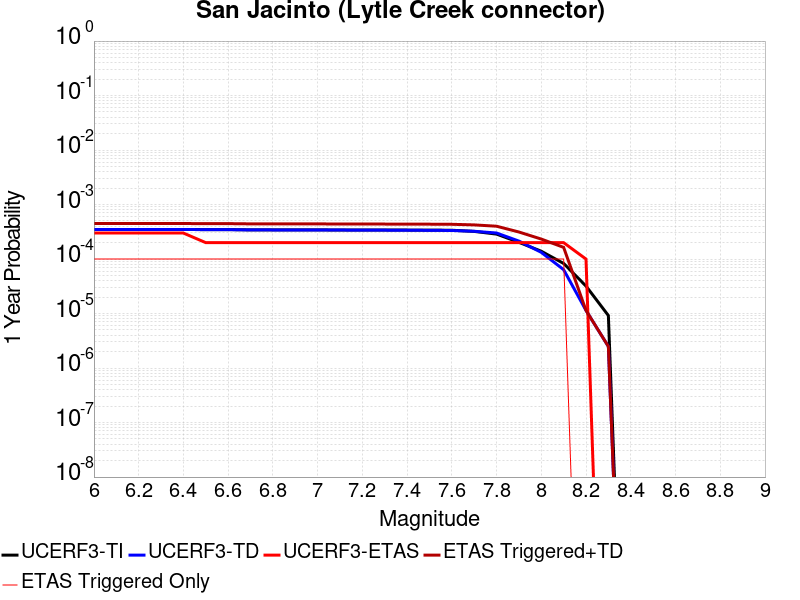 San Jacinto (Lytle Creek connector)
10^0
10^-1
10^-2
10^-3
10^-4
10^-5
10^-6
10^-7
10^-8
1 Year Probability
6 6.2 6.4 6.6 6.8 7 7.2 7.4 7.6 7.8 8 8.2 8.4 8.6 8.8 9
Magnitude
UCERF3-TI UCERF3-TD UCERF3-ETAS ETAS Triggered+TD
ETAS Triggered Only